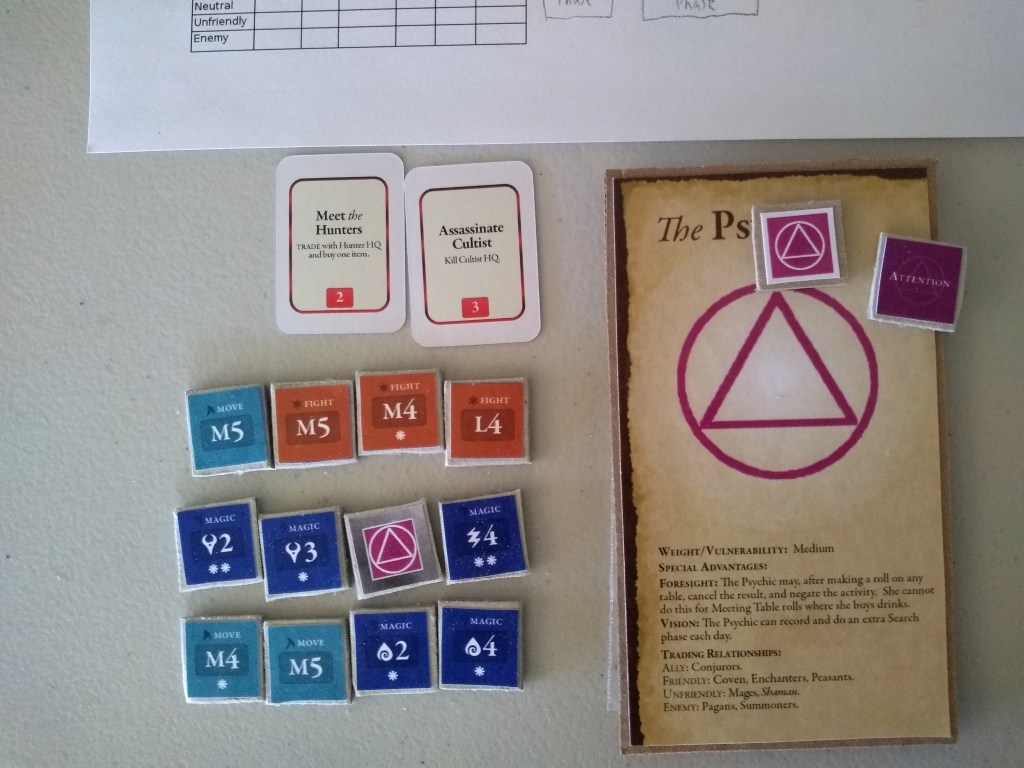 Neutral
Unfriendly
Enemy
Phase
Meet the
Hunters
TRADE with Hunter HQ
and buy one item.
2
Assassinate
Cultist
Kill Cultist HQ.
3
The Ps
ATTENTION
MOVE
M5
FIGHT
M5
FIGHT
M4
*
FIGHT
L4
MAGIC
2
**
MAGIC
3
*
MAGIC
4
**
MOVE
M4
*
MOVE
M5
MAGIC
2
*
MAGIC
4
*
WEIGHT/VULNERABILITY: Medium
SPECIAL ADVANTAGES:
FORESIGHT: The Psychic may, after making a roll on any
table, cancel the result, and negate the activity. She cannot
do this for Meeting Table rolls where she buys drinks.
VISION: The Psychic can record and do an extra Search
phase each day.
TRADING RELATIONSHIPS:
ALLY: Conjurors.
FRIENDLY: Coven, Enchanters, Peasants.
UNFRIENDLY: Mages, Shaman.
ENEMY: Pagans, Summoners.